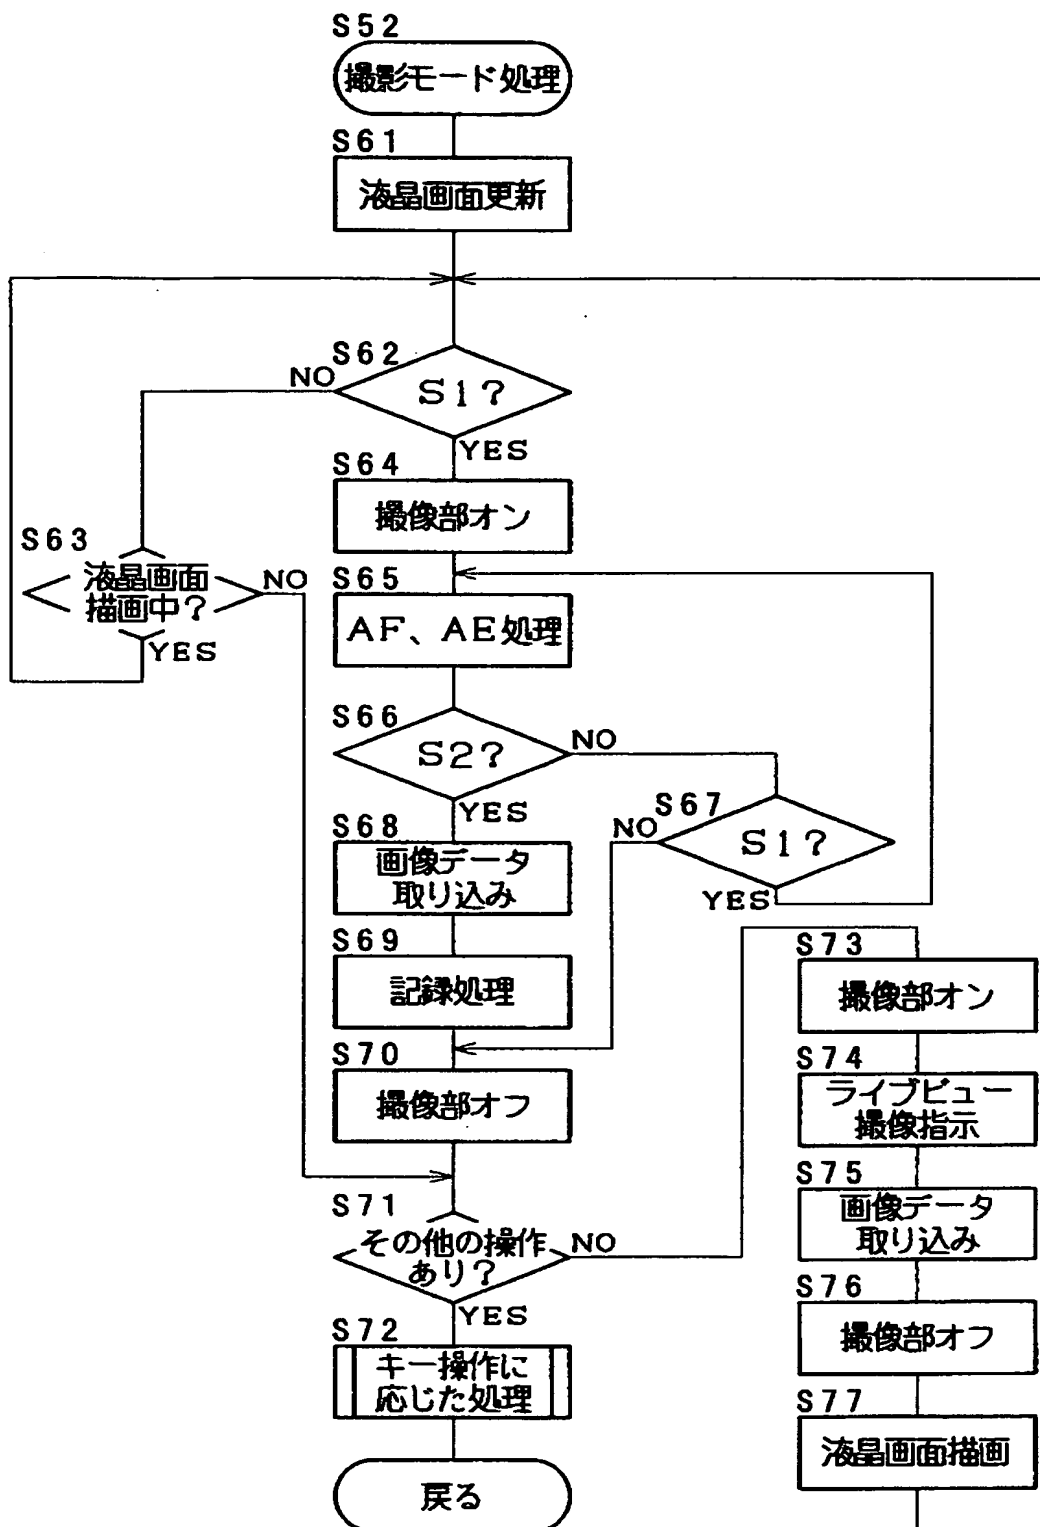 S52
撮影モード処理
S61
液晶画面更新
S62
NO
S1?
YES
S64
撮像部オン
S63
液晶画面
描画中?
NO
YES
S65
AF、AE処理
S66
S2?
NO
YES
S67
NO
S1?
YES
S68
画像データ
取り込み
S69
記録処理
S70
撮像部オフ
S71
その他の操作
あり?
NO
YES
S72
キー操作に
応じた処理
戻る
S73
撮像部オン
S74
ライブビュー
撮像指示
S75
画像データ
取り込み
S76
撮像部オフ
S77
液晶画面描画